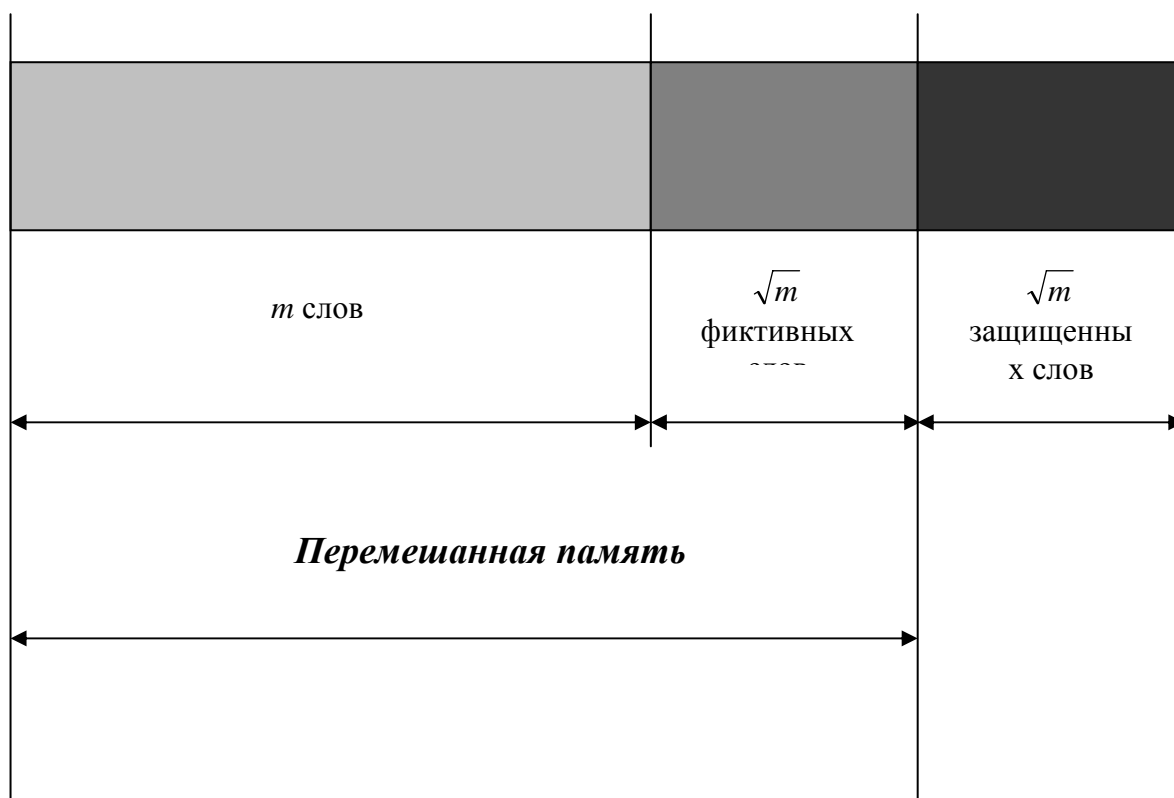 m слов
√m
фиктивных
√m
защищенны
х слов
Перемешанная память